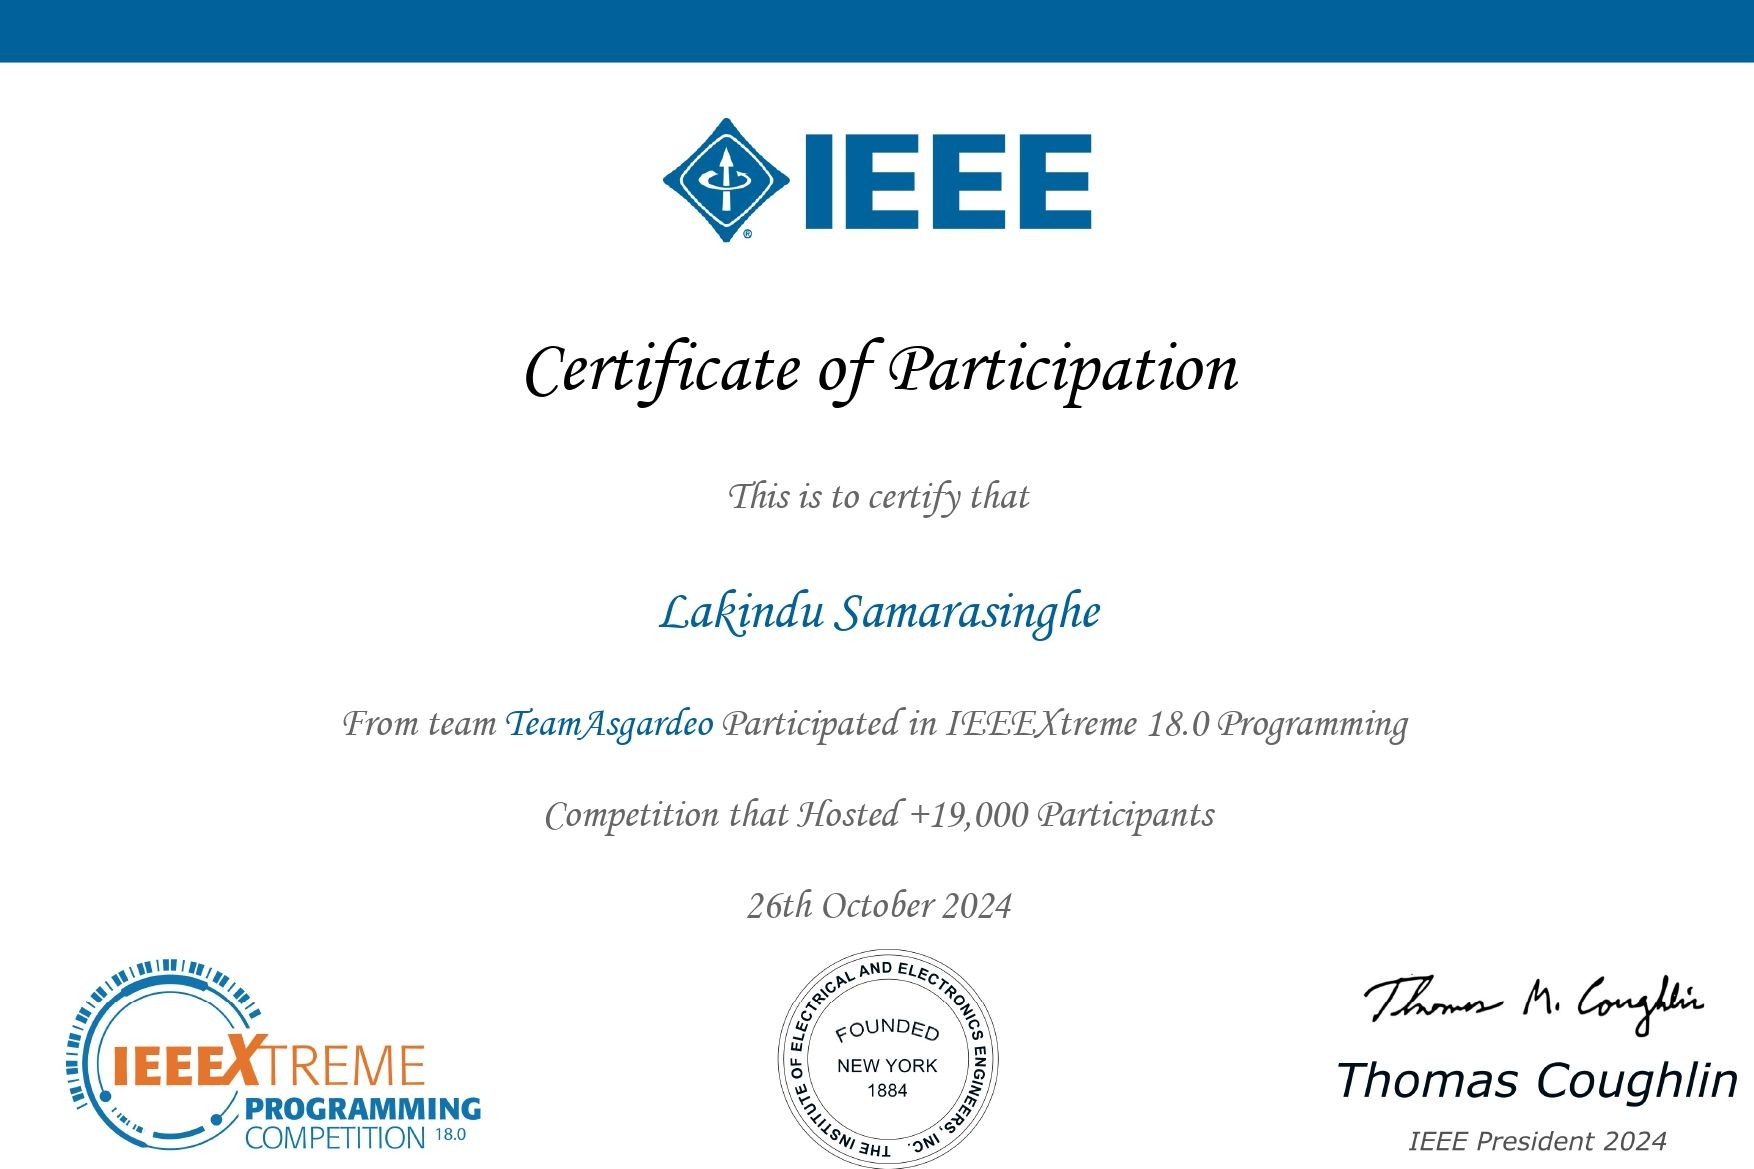 IEEE
®
Certificate of Participation
This is to certify that
Lakindu Samarasinghe
From team TeamAsgardeo Participated in IEEEXtreme 18.0 Programming
Competition that Hosted +19,000 Participants
26th October 2024
IEEEXTREME
PROGRAMMING
COMPETITION 18.0
THE INSTITUTE OF ELECTRICAL AND ELECTRONICS ENGINEERS, INC.
FOUNDED
NEW YORK
1884
Thomas M. Coughlin
Thomas Coughlin
IEEE President 2024